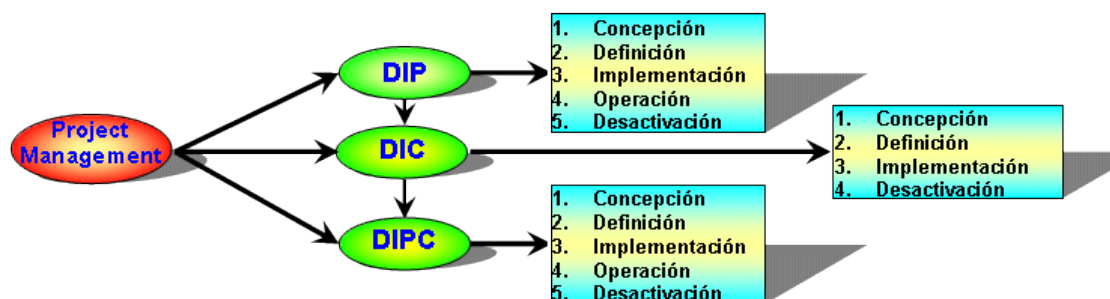 Project
Management
DIP
DIC
DIPC
1. Concepción
2. Definición
3. Implementación
4. Operación
5. Desactivación
1. Concepción
2. Definición
3. Implementación
4. Desactivación
1. Concepción
2. Definición
3. Implementación
4. Operación
5. Desactivación